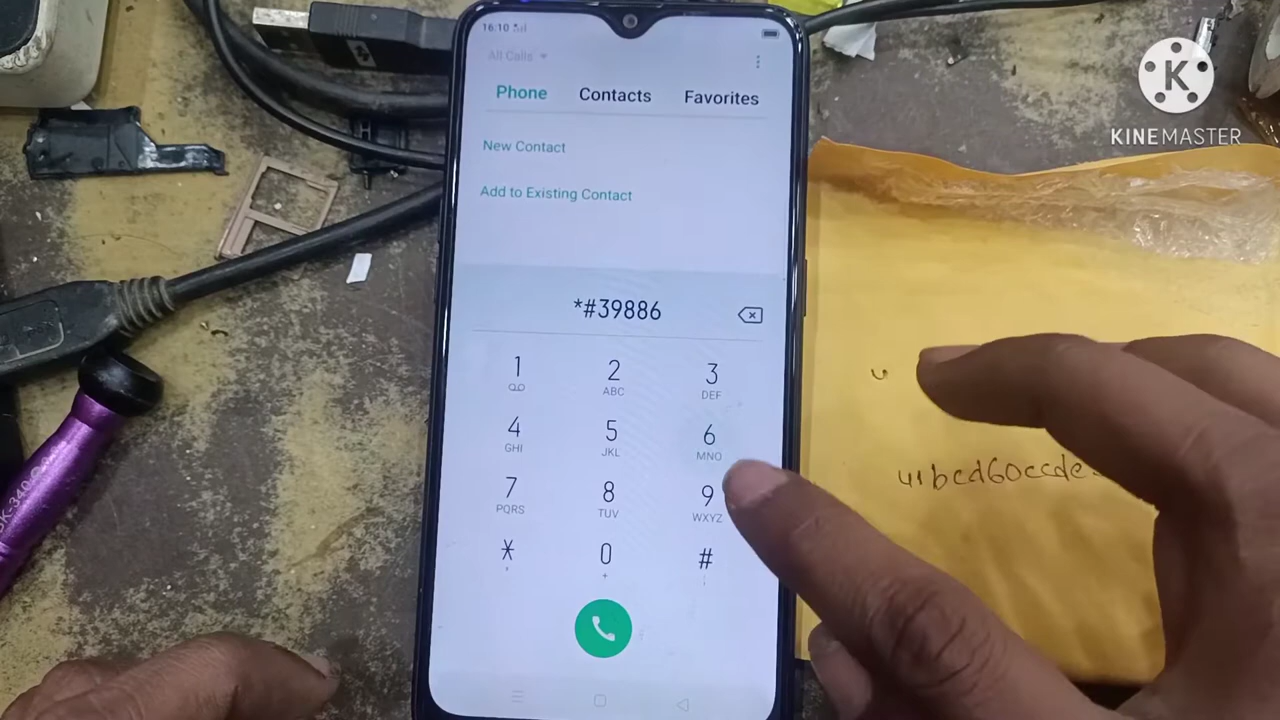 16:10
All Calls
Phone Contacts Favorites
New Contact
Add to Existing Contact
*#39886
1 2 3
ABC DEF
4 5 6
GHI JKL MNO
7 8 9
PQRS TUV WXYZ
* 0 #
+
K
KINEMASTER
41bcd60ccde